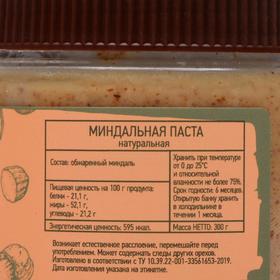 МИНДАЛЬНАЯ ПАСТА
натуральная
Состав: обжаренный миндаль
Пищевая ценность на 100 г продукта:
белки - 21,1 г,
жиры - 52,1 г,
углеводы - 21,2 г
Энергетическая ценность: 595 ккал.
Хранить при температуре
от 0 до 25°С
и относительной
влажности не более 75%.
Срок годности: 6 месяцев.
Открытую банку хранить
в холодильнике
в течении 1 месяца.
Масса НЕТТО: 300 г
Возникает естественное расслоение, перемешайте перед
употреблением. Может содержать следы других орехов.
Изготовлено в соответствии с ТУ 10.39.22-001-33561653-2019.
Дата изготовления указана на этикетке.